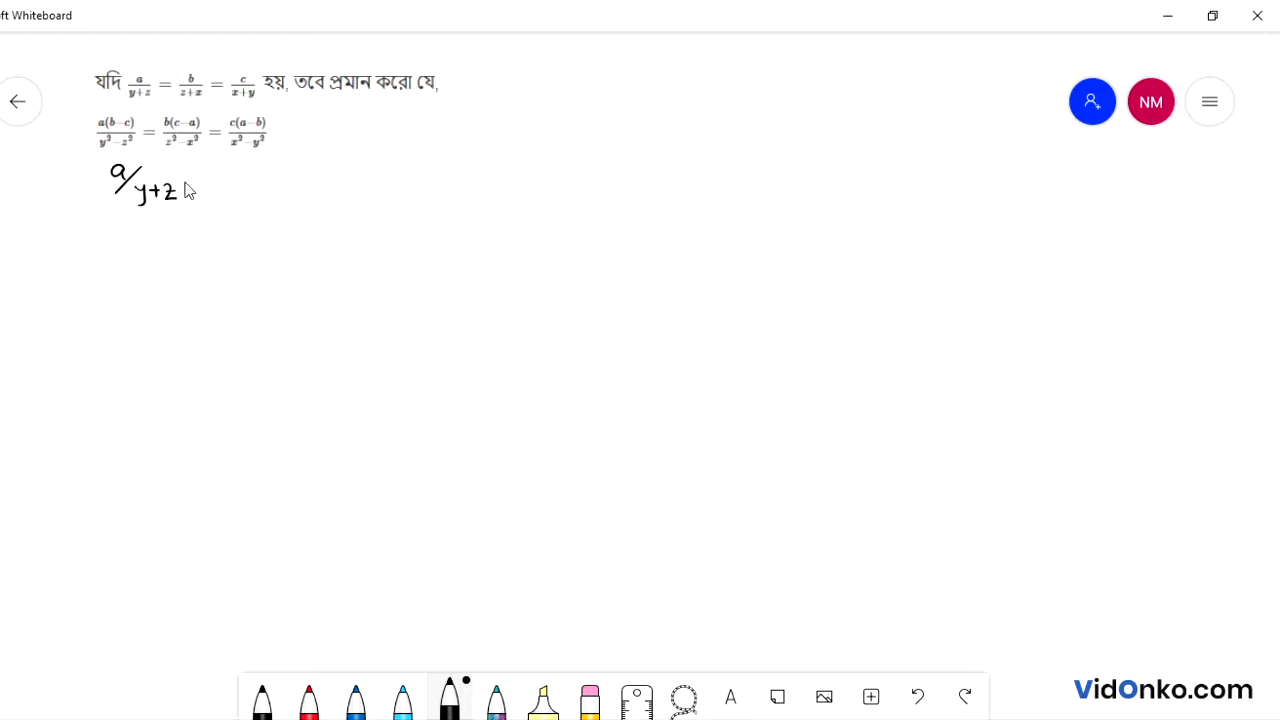 ft Whiteboard
যদি a/(y+z) = b/(z+x) = c/(x+y) হয়, তবে প্রমান করো যে,
a(b−c)/(y²−z²) = b(c−a)/(z²−x²) = c(a−b)/(x²−y²)
a/y+z
NM
A
VidOnko.com